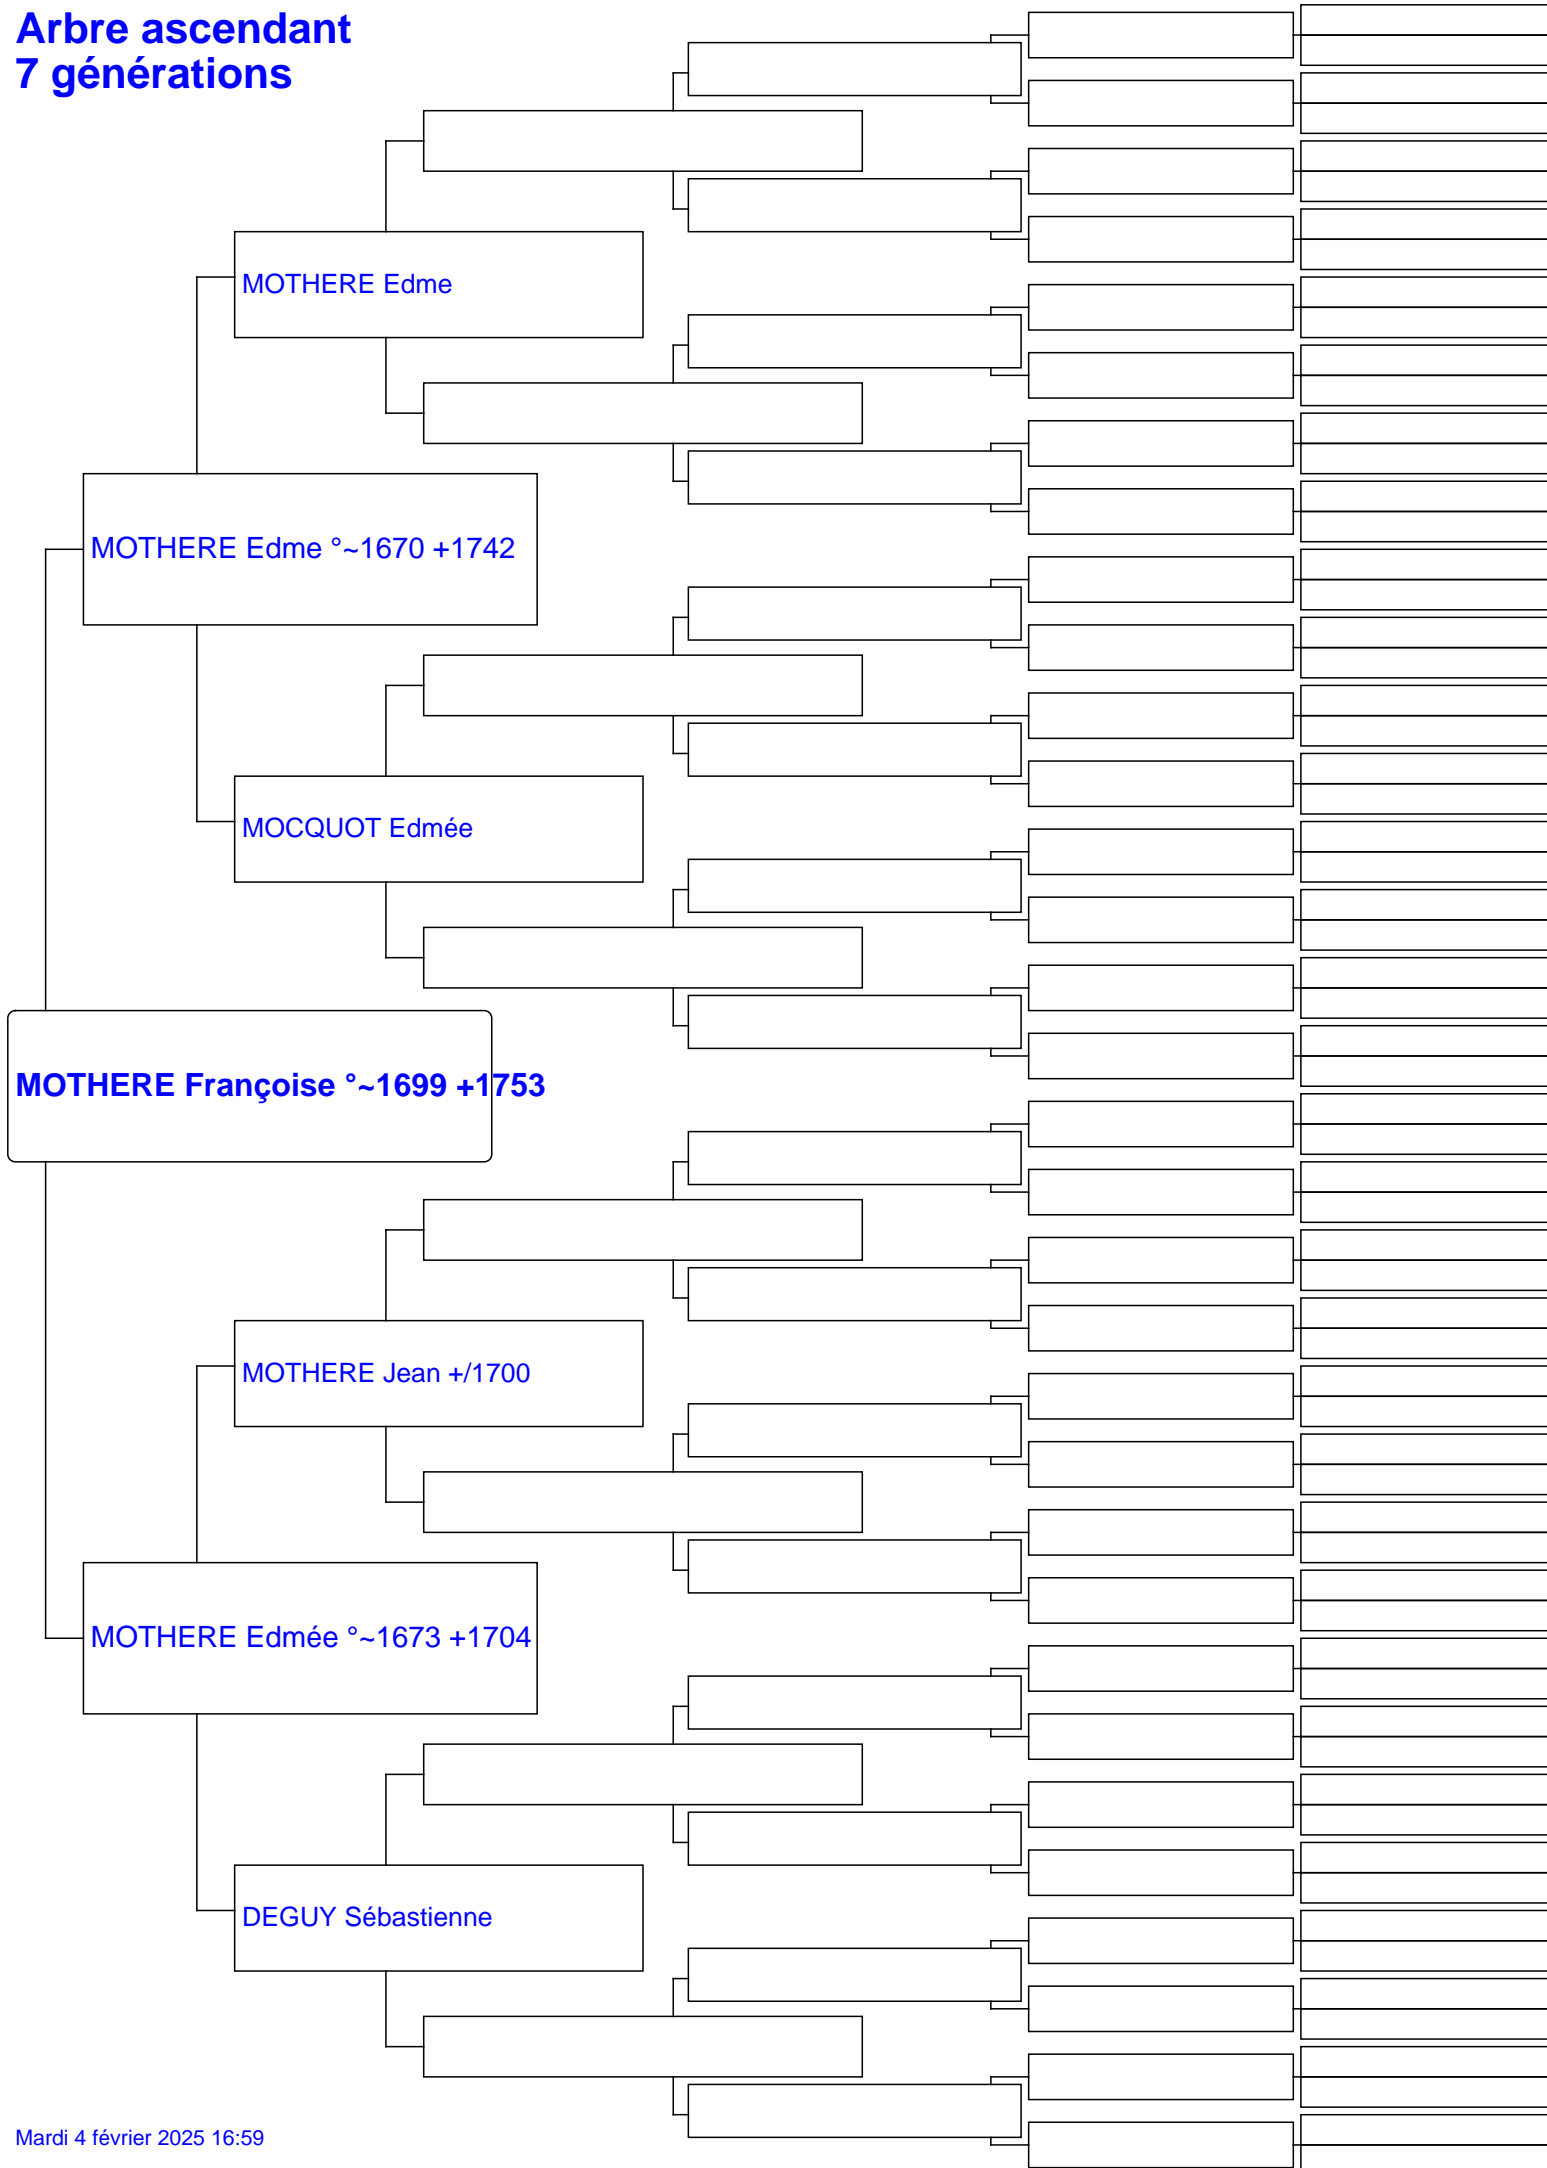 Arbre ascendant
7 générations
MOTHERE Edme
MOTHERE Edme °~1670 +1742
MOCQUOT Edmée
MOTHERE Françoise °~1699 +1753
MOTHERE Jean +/1700
MOTHERE Edmée °~1673 +1704
DEGUY Sébastienne
Mardi 4 février 2025 16:59